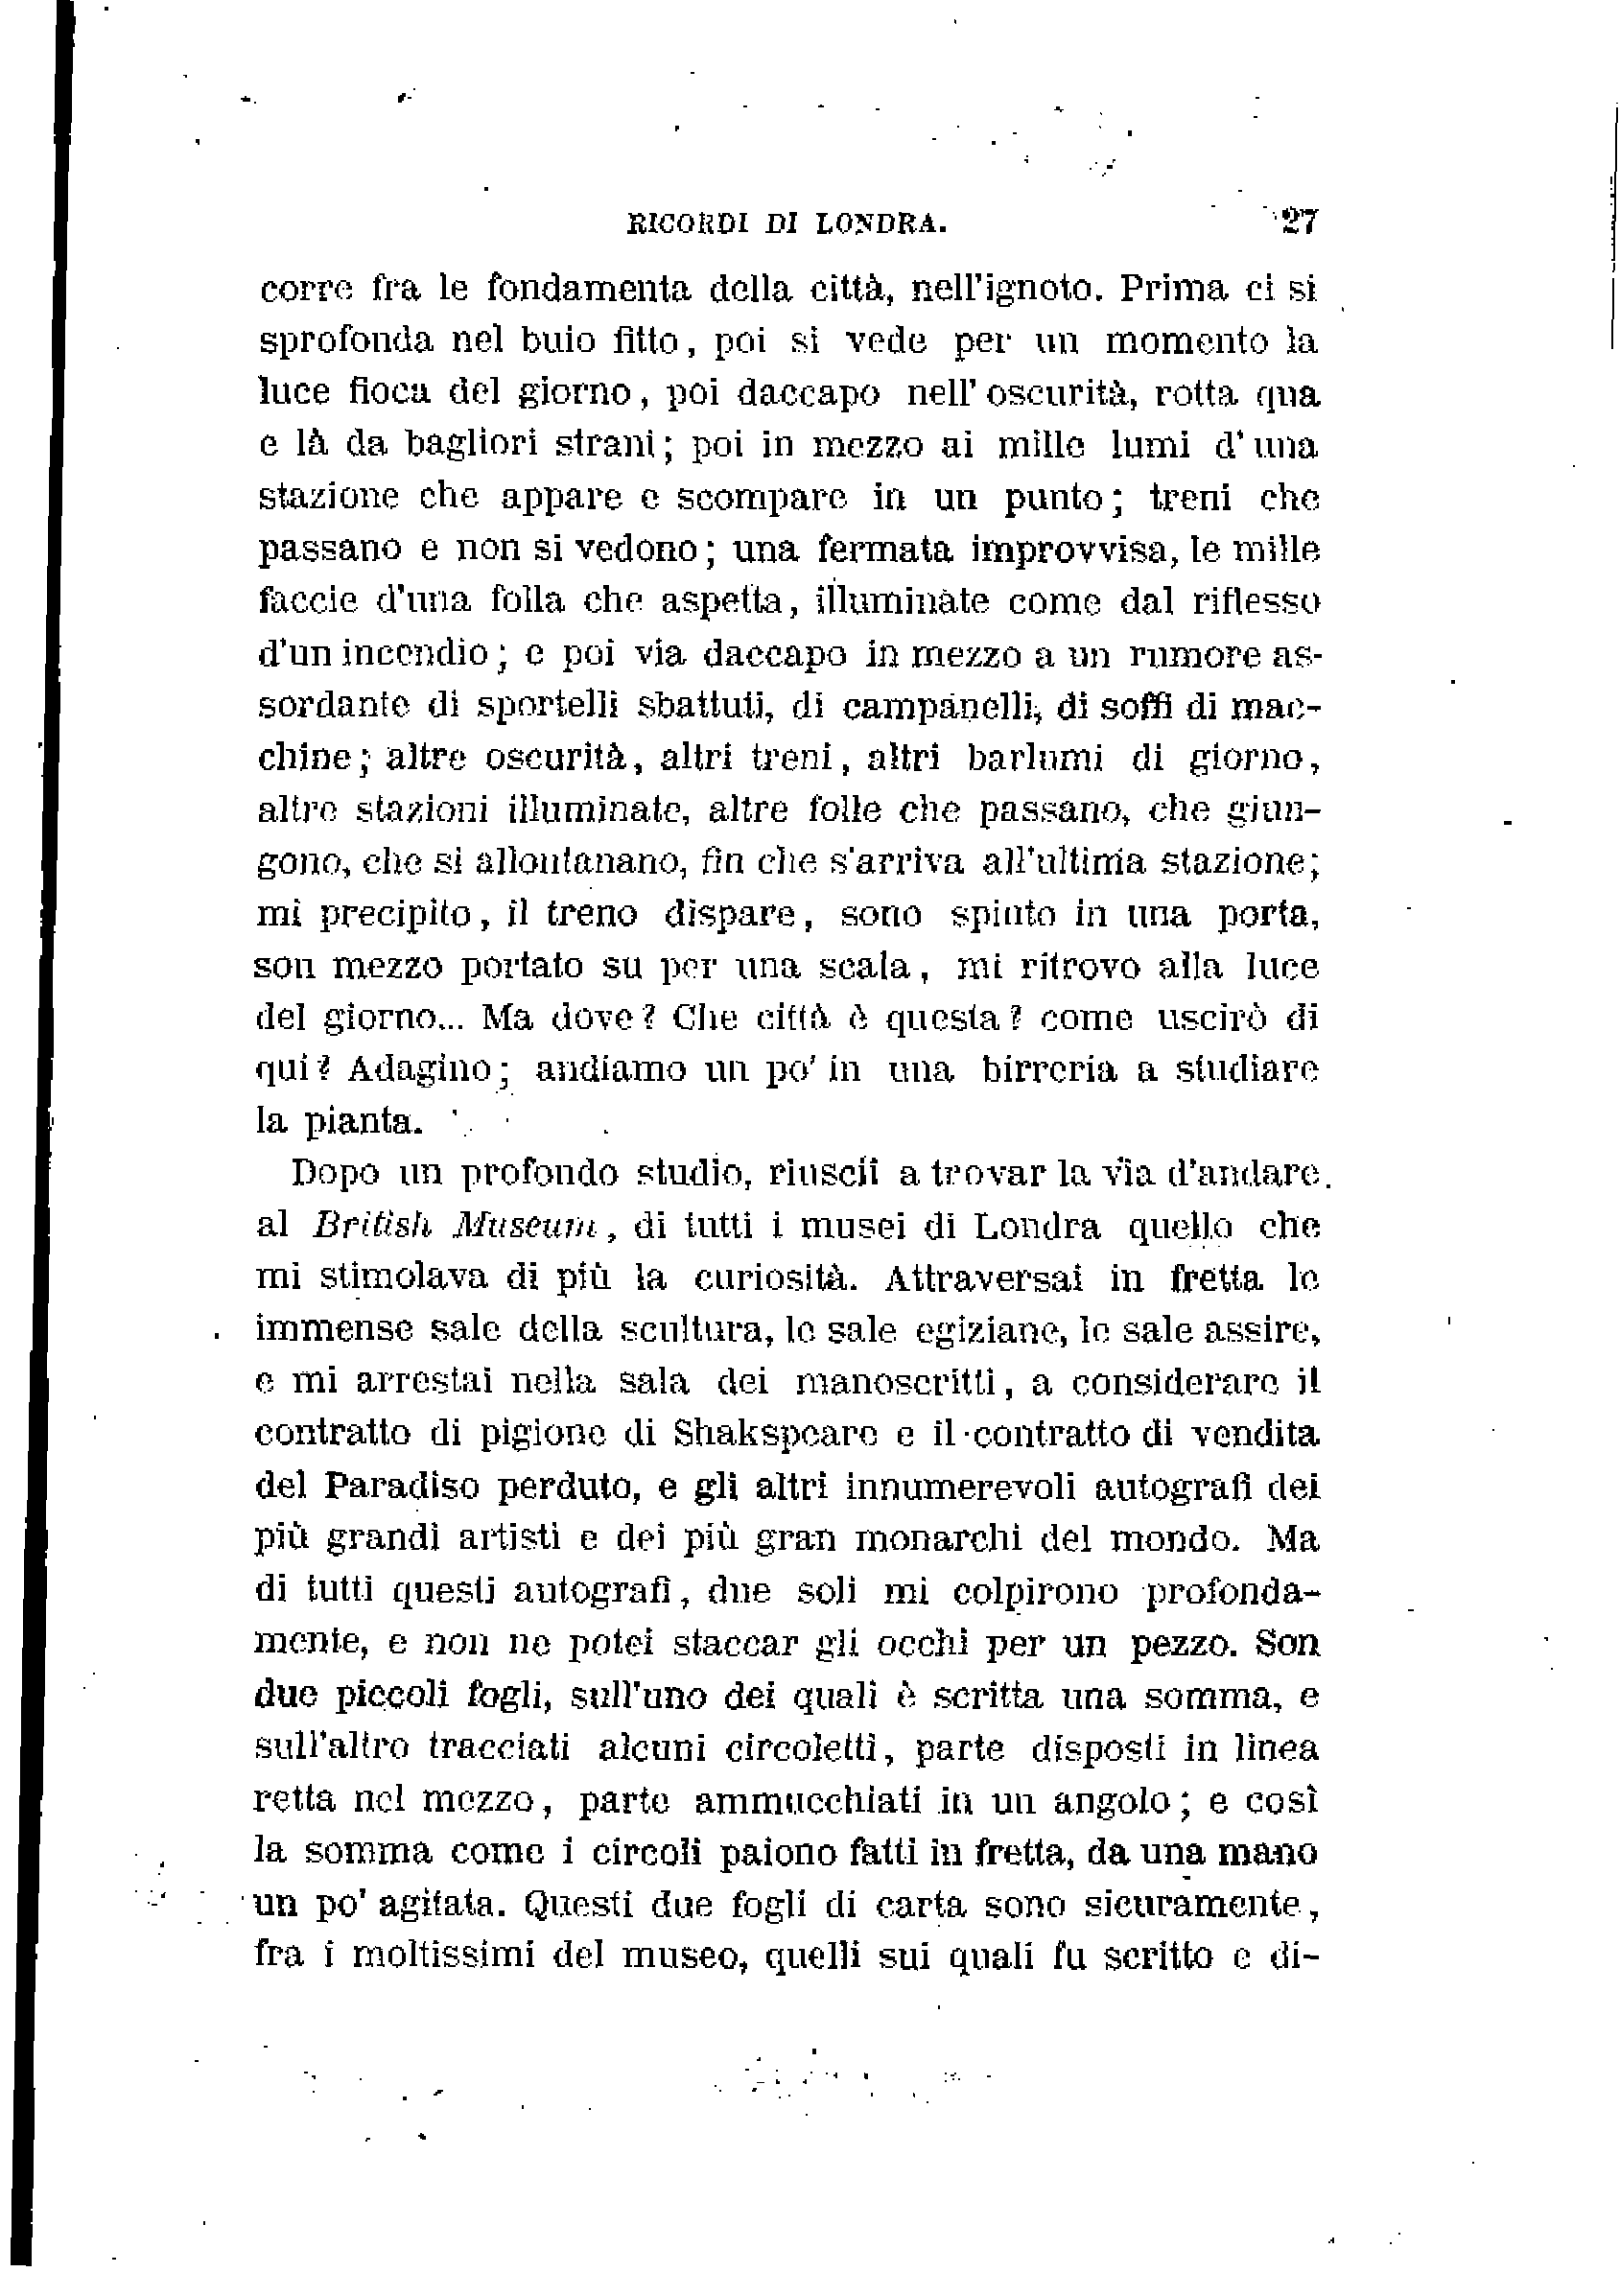 RICORDI DI LONDRA. 27
corre fra le fondamenta della città, nell'ignoto. Prima ci si
sprofonda nel buio fitto, poi si vede per un momento la
luce fioca del giorno, poi daccapo nell' oscurità, rotta qua
e là da bagliori strani; poi in mezzo ai mille lumi d'una
stazione che appare e scompare in un punto; treni che
passano e non si vedono; una fermata improvvisa, le mille
faccie d'una folla che aspetta, illuminate come dal riflesso
d'un incendio; e poi via daccapo in mezzo a un rumore as-
sordante di sportelli sbattuti, di campanelli, di soffi di mac-
chine; altre oscurità, altri treni, altri barlumi di giorno,
altre stazioni illuminate, altre folle che passano, che giun-
gono, che si allontanano, fin che s'arriva all'ultima stazione;
mi precipito, il treno dispare, sono spinto in una porta,
son mezzo portato su per una scala, mi ritrovo alla luce
del giorno... Ma dove? Che città è questa? come uscirò di
qui? Adagino; andiamo un po' in una birreria a studiare
la pianta.
Dopo un profondo studio, riuscii a trovar la via d'andare
al British Museum, di tutti i musei di Londra quello che
mi stimolava di più la curiosità. Attraversai in fretta le
immense sale della scultura, le sale egiziane, le sale assire,
e mi arrestai nella sala dei manoscritti, a considerare il
contratto di pigione di Shakspeare e il contratto di vendita
del Paradiso perduto, e gli altri innumerevoli autografi dei
più grandi artisti e dei più gran monarchi del mondo. Ma
di tutti questi autografi, due soli mi colpirono profonda-
mente, e non ne potei staccar gli occhi per un pezzo. Son
due piccoli fogli, sull'uno dei quali è scritta una somma, e
sull'altro tracciati alcuni circoletti, parte disposti in linea
retta nel mezzo, parte ammucchiati in un angolo; e così
la somma come i circoli paiono fatti in fretta, da una mano
un po' agitata. Questi due fogli di carta sono sicuramente,
fra i moltissimi del museo, quelli sui quali fu scritto e di-